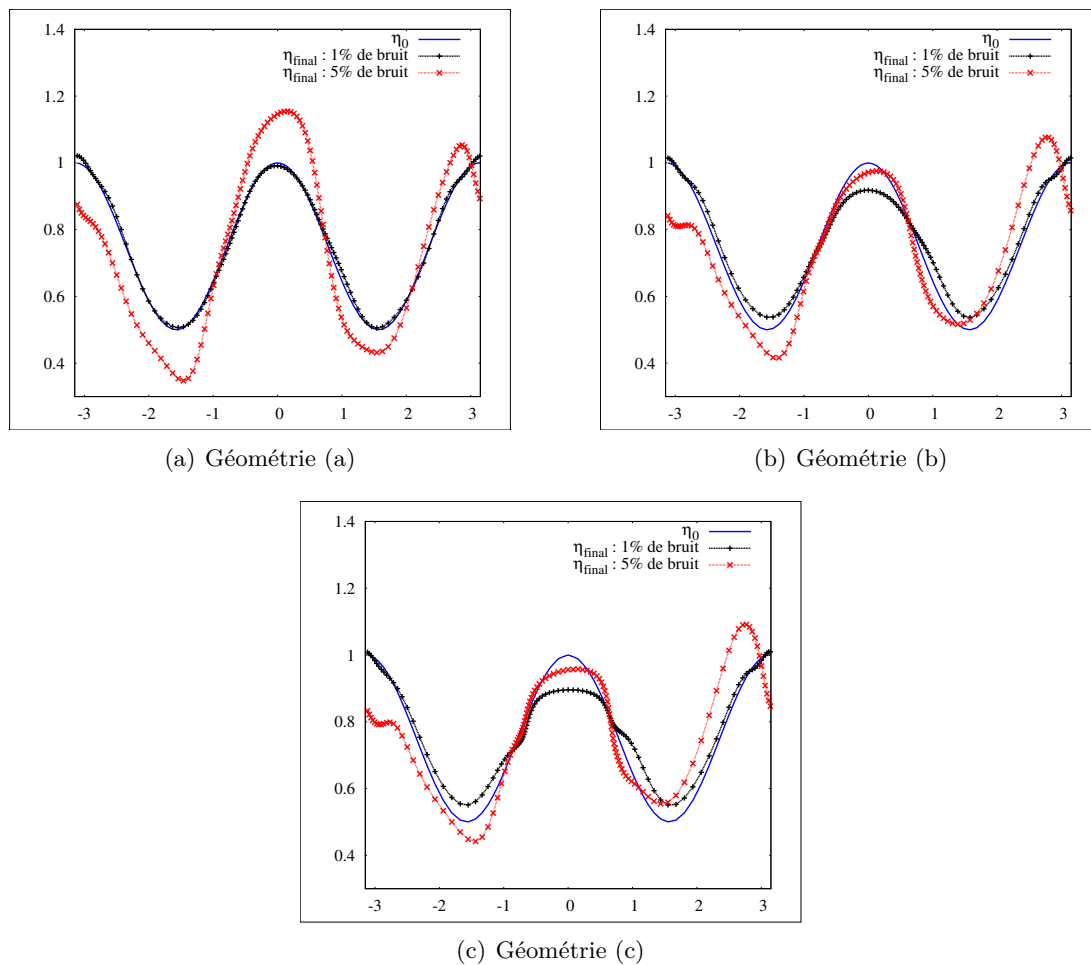 1.4
1.2
1
0.8
0.6
0.4
-3 -2 -1 0 1 2 3
η0
ηfinal : 1% de bruit
ηfinal : 5% de bruit
(a) Géométrie (a)
1.4
1.2
1
0.8
0.6
0.4
-3 -2 -1 0 1 2 3
η0
ηfinal : 1% de bruit
ηfinal : 5% de bruit
(b) Géométrie (b)
1.4
1.2
1
0.8
0.6
0.4
-3 -2 -1 0 1 2 3
η0
ηfinal : 1% de bruit
ηfinal : 5% de bruit
(c) Géométrie (c)